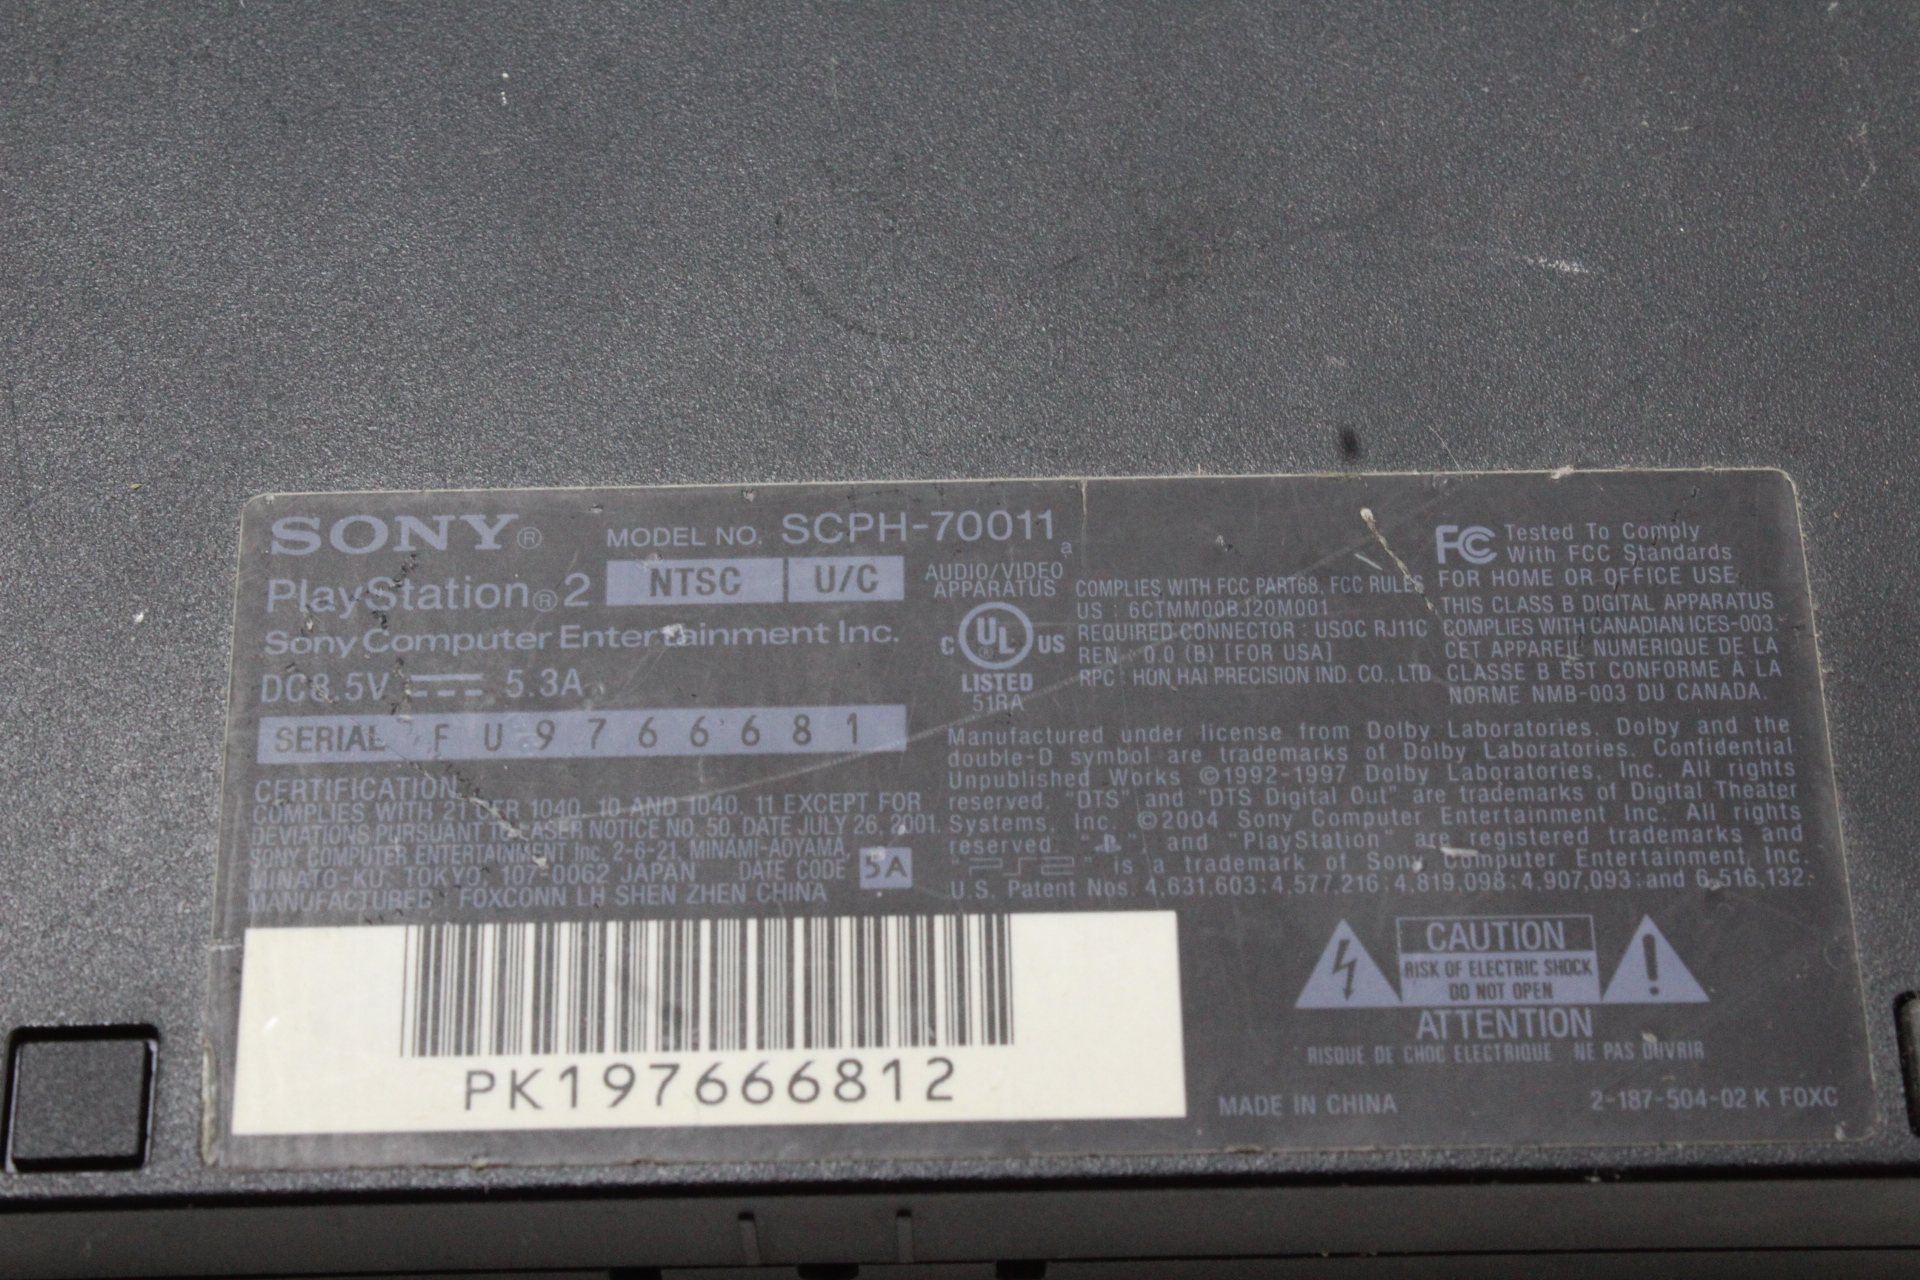 SONY® MODEL NO. SCPH-70011 a
PlayStation®2 NTSC U/C
Sony Computer Entertainment Inc.
DC8.5V 5.3A
SERIAL FU9766681
CERTIFICATION
COMPLIES WITH 21 CFR 1040. 10 AND 1040. 11 EXCEPT FOR
DEVIATIONS PURSUANT TO LASER NOTICE NO. 50, DATE JULY 26, 2001.
SONY COMPUTER ENTERTAINMENT Inc. 2-6-21, MINAMI-AOYAMA,
MINATO-KU TOKYO 107-0062 JAPAN DATE CODE 5A
MANUFACTURED : FOXCONN LH SHEN ZHEN CHINA
AUDIO/VIDEO
APPARATUS
C UL® US
LISTED
51RA
COMPLIES WITH FCC PART68, FCC RULES
US : 6CTMM00BJ20M001
REQUIRED CONNECTOR : USOC RJ11C
REN : 0.0 (B) [FOR USA]
RPC : HON HAI PRECISION IND. CO., LTD
FC Tested To Comply
With FCC Standards
FOR HOME OR OFFICE USE
THIS CLASS B DIGITAL APPARATUS
COMPLIES WITH CANADIAN ICES-003.
CET APPAREIL NUMERIQUE DE LA
CLASSE B EST CONFORME À LA
NORME NMB-003 DU CANADA.
Manufactured under license from Dolby Laboratories. Dolby and the
double-D symbol are trademarks of Dolby Laboratories. Confidential
Unpublished Works ©1992-1997 Dolby Laboratories, Inc. All rights
reserved. "DTS" and "DTS Digital Out" are trademarks of Digital Theater
Systems, Inc. ©2004 Sony Computer Entertainment Inc. All rights
reserved. " " and "PlayStation" are registered trademarks and
"PS2" is a trademark of Sony Computer Entertainment Inc.
U.S. Patent Nos. 4,631,603; 4,577,216; 4,819,098; 4,907,093; and 6,516,132.
PK197666812
CAUTION
RISK OF ELECTRIC SHOCK
DO NOT OPEN
ATTENTION
RISQUE DE CHOC ELECTRIQUE NE PAS OUVRIR
MADE IN CHINA 2-187-504-02 K FOXC